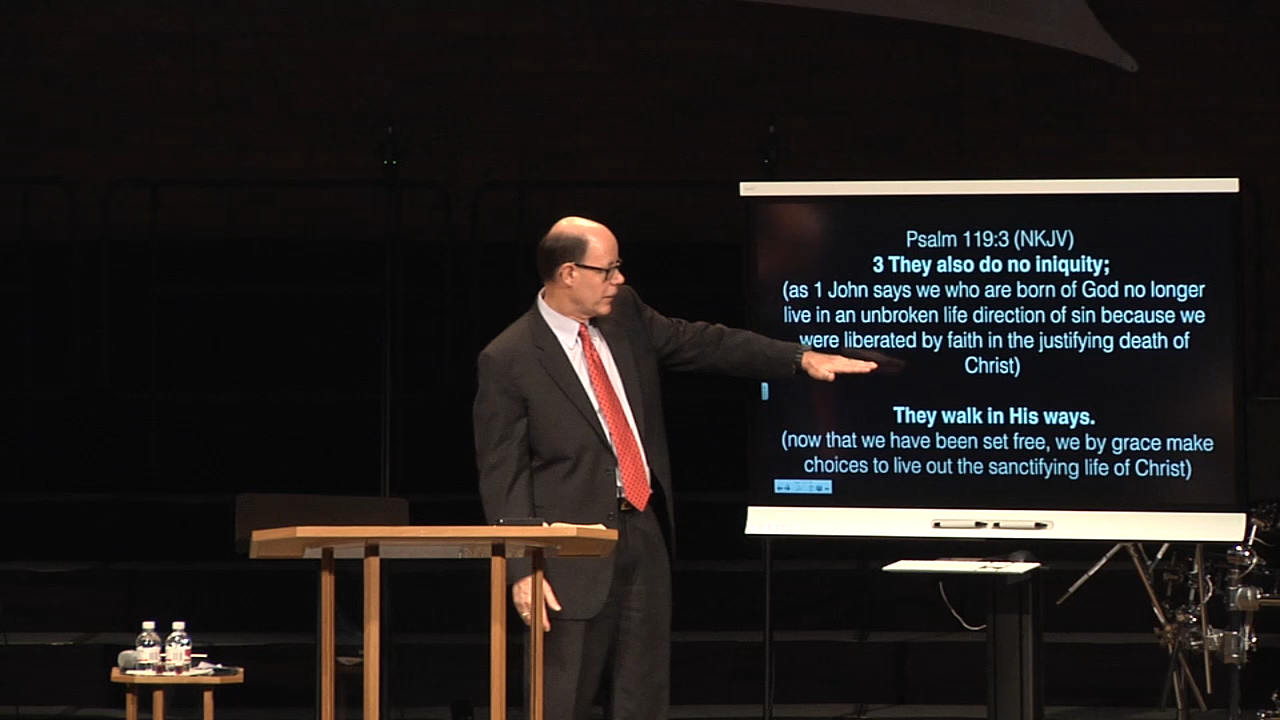 Psalm 119:3 (NKJV)
3 They also do no iniquity;
(as 1 John says we who are born of God no longer
live in an unbroken life direction of sin because we
were liberated by faith in the justifying death of
Christ)
They walk in His ways.
(now that we have been set free, we by grace make
choices to live out the sanctifying life of Christ)